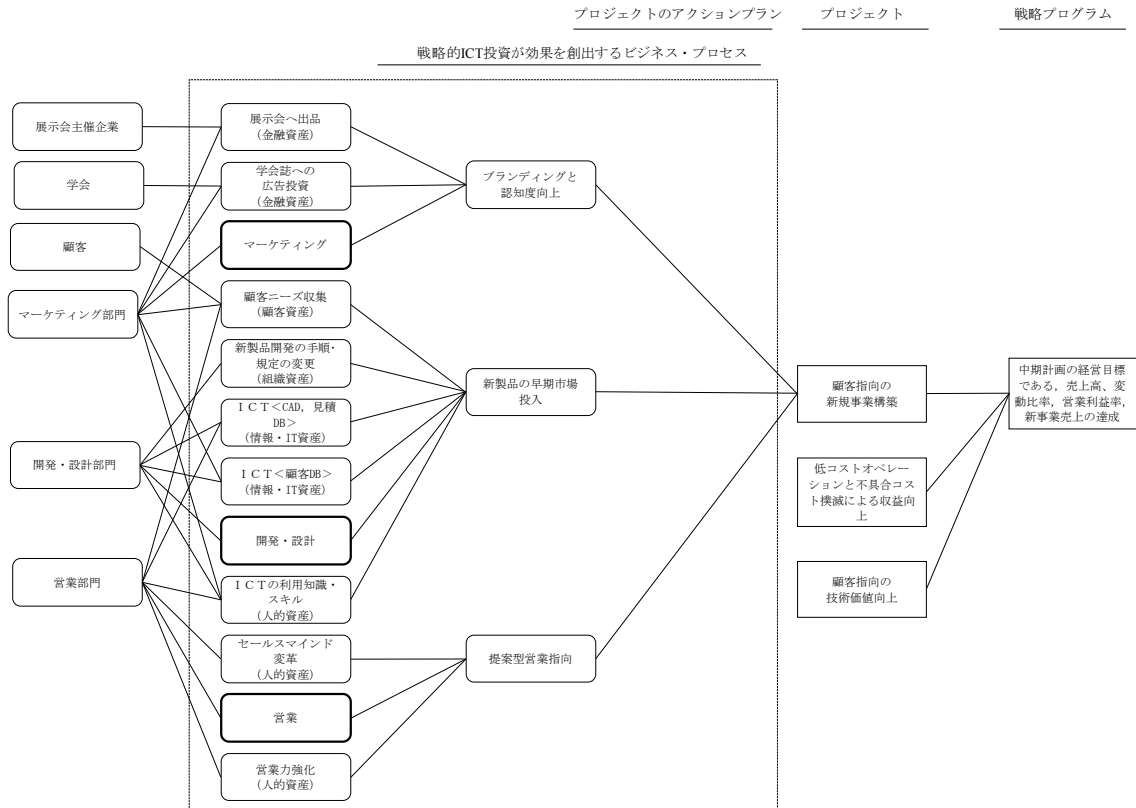 プロジェクトのアクションプラン
プロジェクト
戦略プログラム
戦略的ICT投資が効果を創出するビジネス・プロセス
展示会主催企業
学会
顧客
マーケティング部門
開発・設計部門
営業部門
展示会へ出品
(金融資産)
学会誌への
広告投資
(金融資産)
マーケティング
顧客ニーズ収集
(顧客資産)
新製品開発の手順・
規定の変更
(組織資産)
ＩＣＴ＜CAD, 見積
DB＞
(情報・IT資産)
ＩＣＴ＜顧客DB＞
(情報・IT資産)
開発・設計
ＩＣＴの利用知識・
スキル
(人的資産)
セールスマインド
変革
(人的資産)
営業
営業力強化
(人的資産)
ブランディングと
認知度向上
新製品の早期市場
投入
提案型営業指向
顧客指向の
新規事業構築
低コストオペレー
ションと不具合コス
ト撲滅による収益向
上
顧客指向の
技術価値向上
中期計画の経営目標
である, 売上高、変
動比率, 営業利益率,
新事業売上の達成